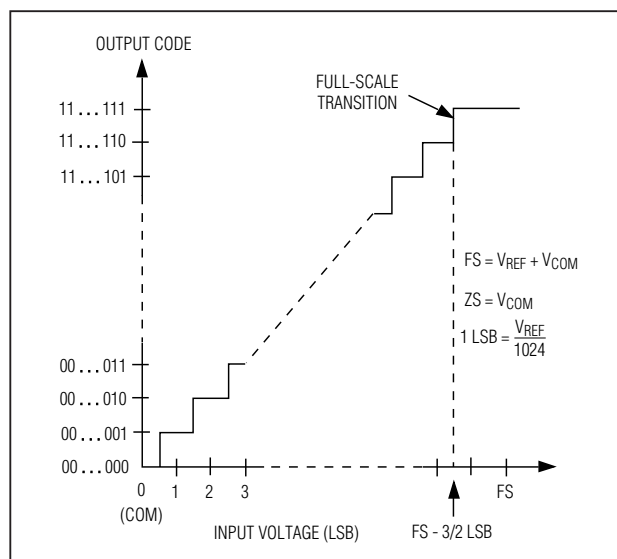 OUTPUT CODE
FULL-SCALE
TRANSITION
11...111
11...110
11...101
FS = VREF + VCOM
ZS = VCOM
1 LSB = VREF
1024
00...011
00...010
00...001
00...000
0 1 2 3 FS
(COM)
INPUT VOLTAGE (LSB)
FS - 3/2 LSB